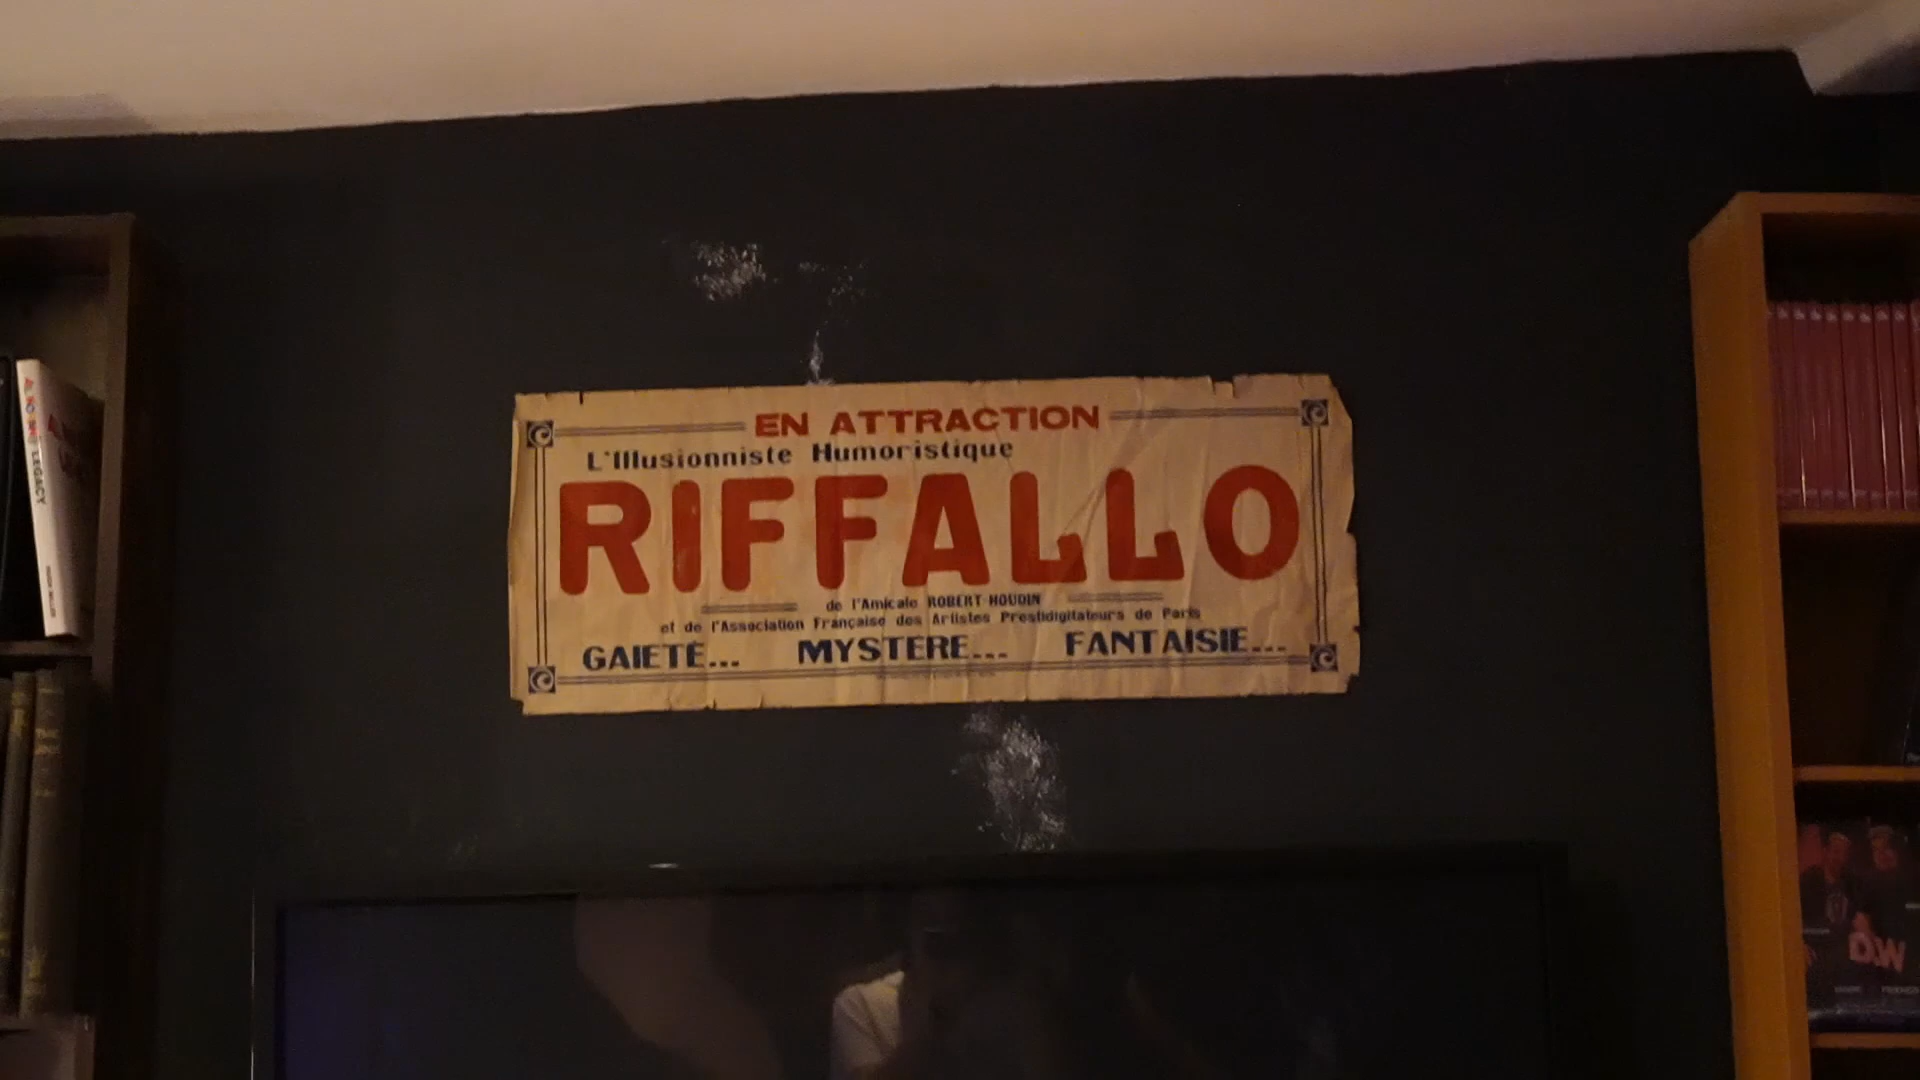 EN ATTRACTION
L'Illusionniste Humoristique
RIFFALLO
de l'Amicale ROBERT-HOUDIN
et de l'Association Française des Artistes Prestidigitateurs de Paris
GAIETÉ... MYSTÈRE... FANTAISIE...
LEGACY
D.W